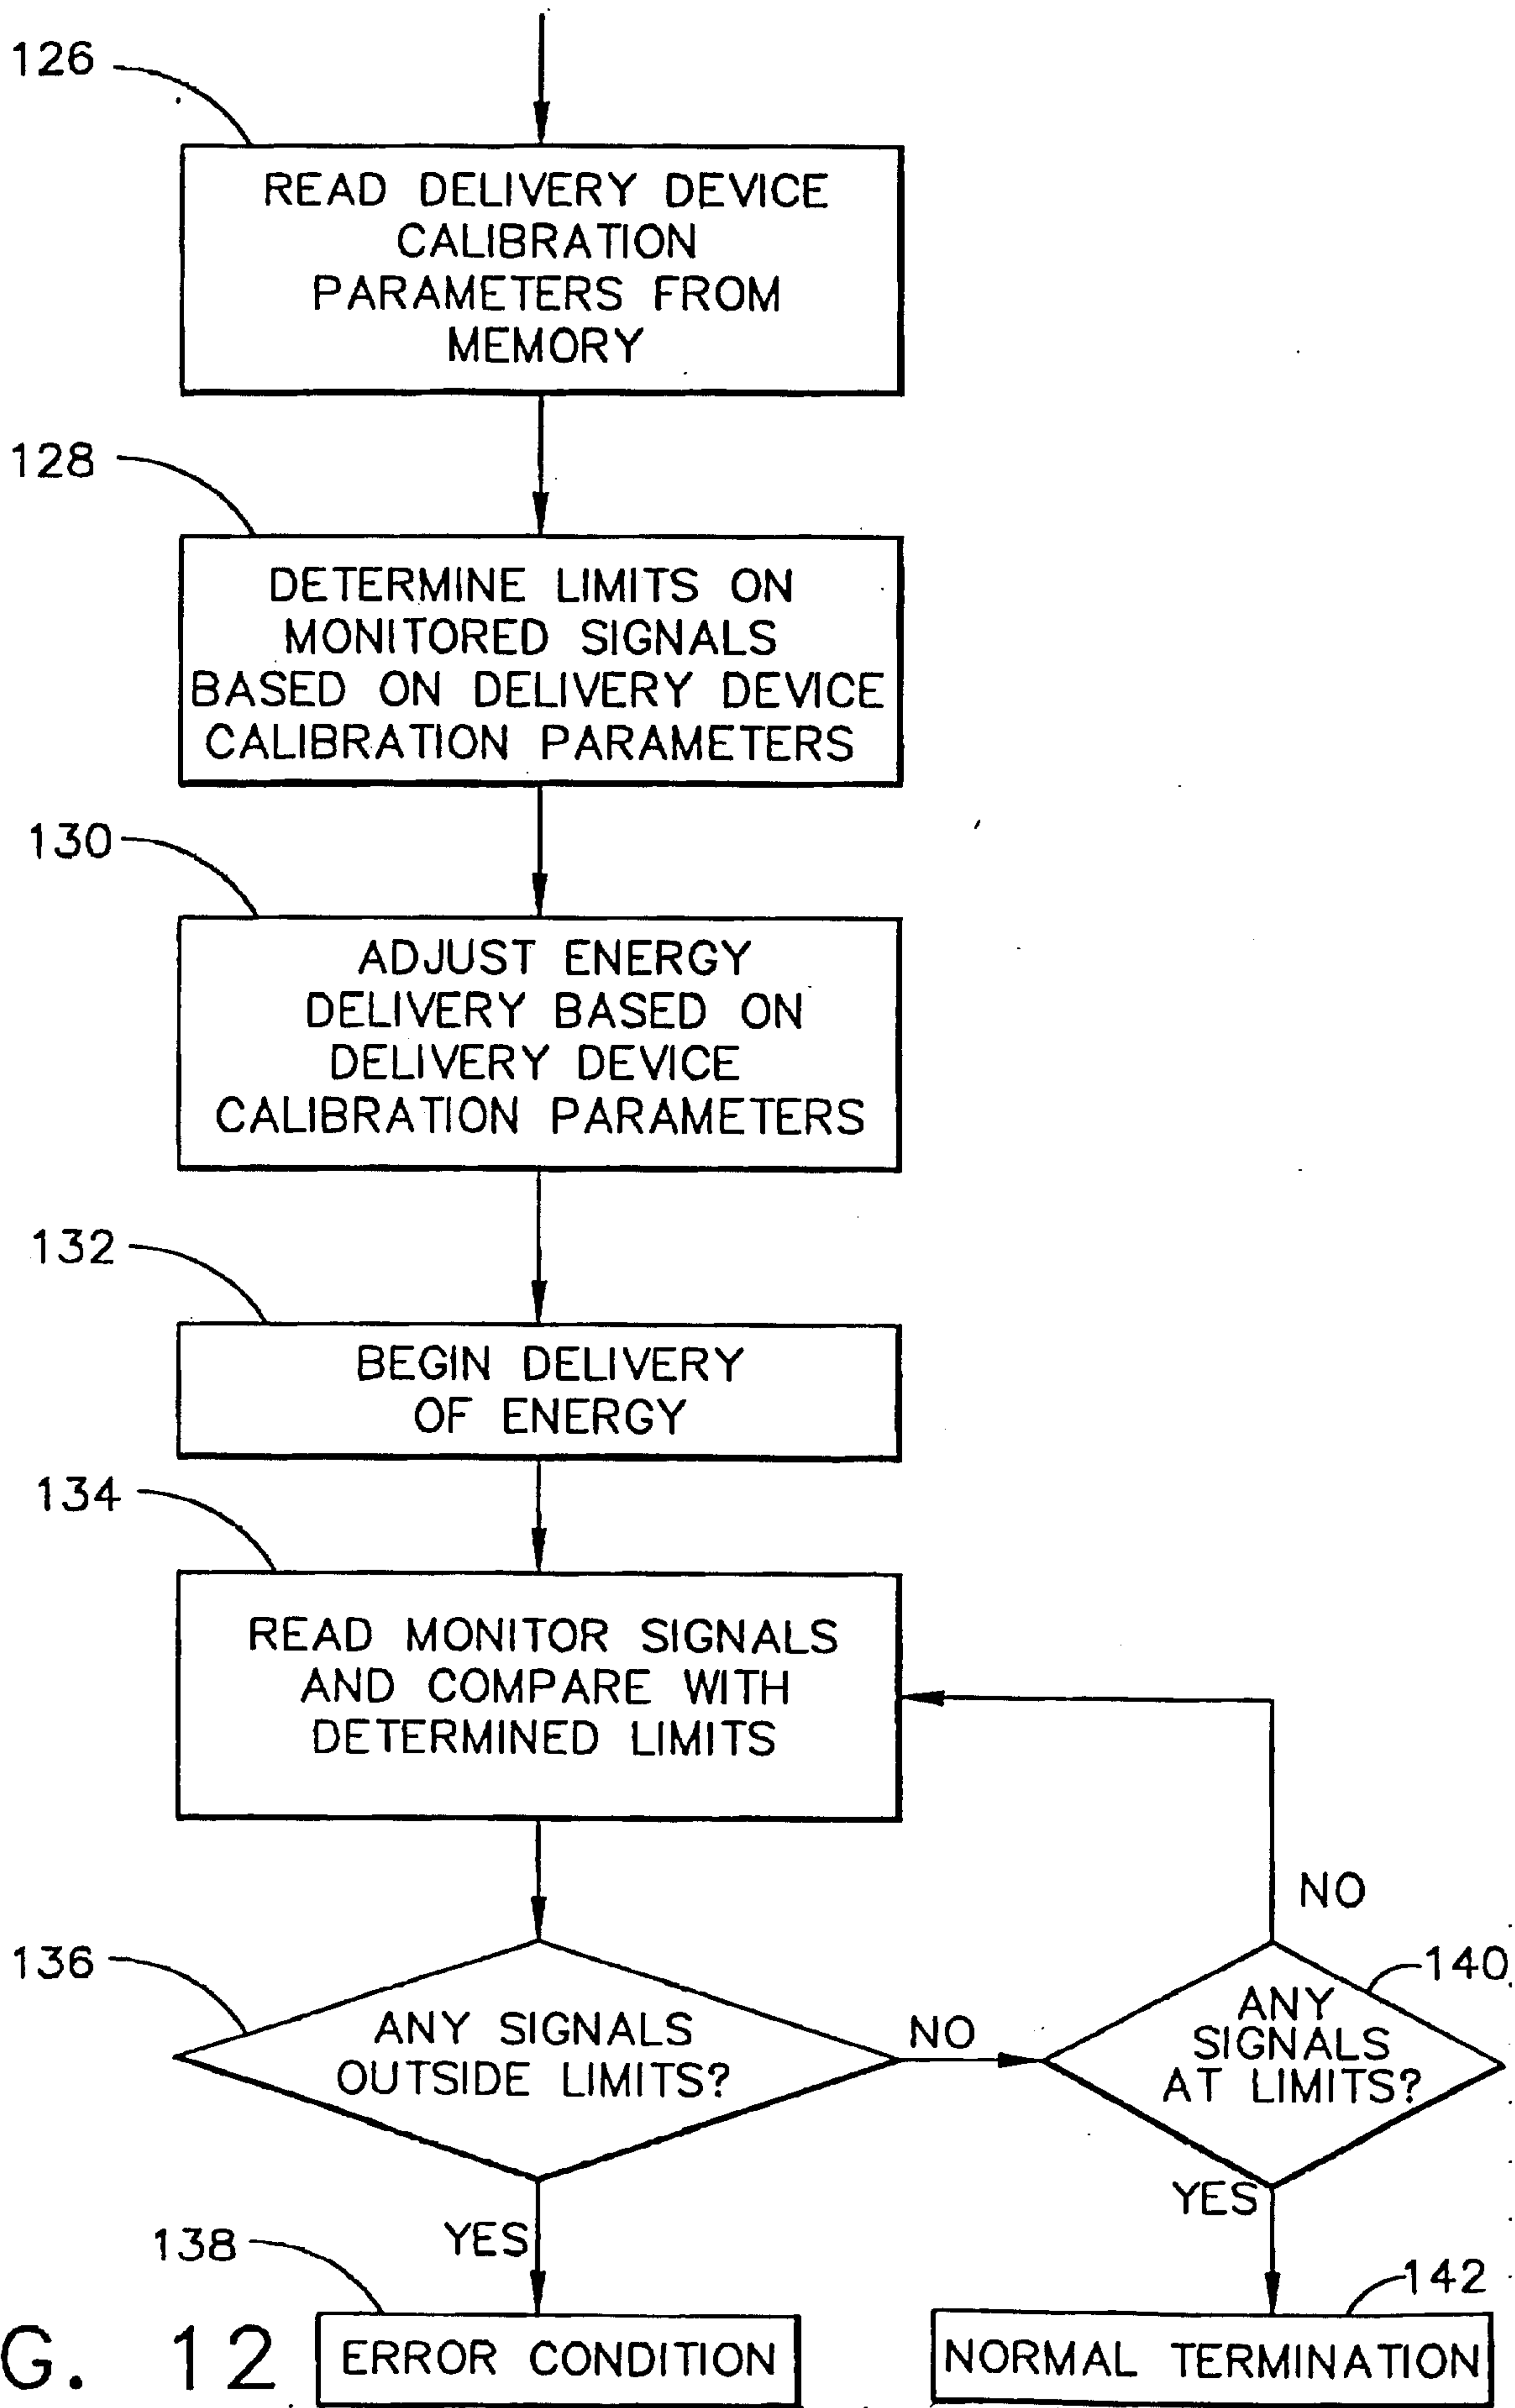 126
READ DELIVERY DEVICE
CALIBRATION
PARAMETERS FROM
MEMORY
128
DETERMINE LIMITS ON
MONITORED SIGNALS
BASED ON DELIVERY DEVICE
CALIBRATION PARAMETERS
130
ADJUST ENERGY
DELIVERY BASED ON
DELIVERY DEVICE
CALIBRATION PARAMETERS
132
BEGIN DELIVERY
OF ENERGY
134
READ MONITOR SIGNALS
AND COMPARE WITH
DETERMINED LIMITS
NO
136
ANY SIGNALS
OUTSIDE LIMITS?
NO
140
ANY
SIGNALS
AT LIMITS?
YES
YES
138
142
G. 12
ERROR CONDITION
NORMAL TERMINATION